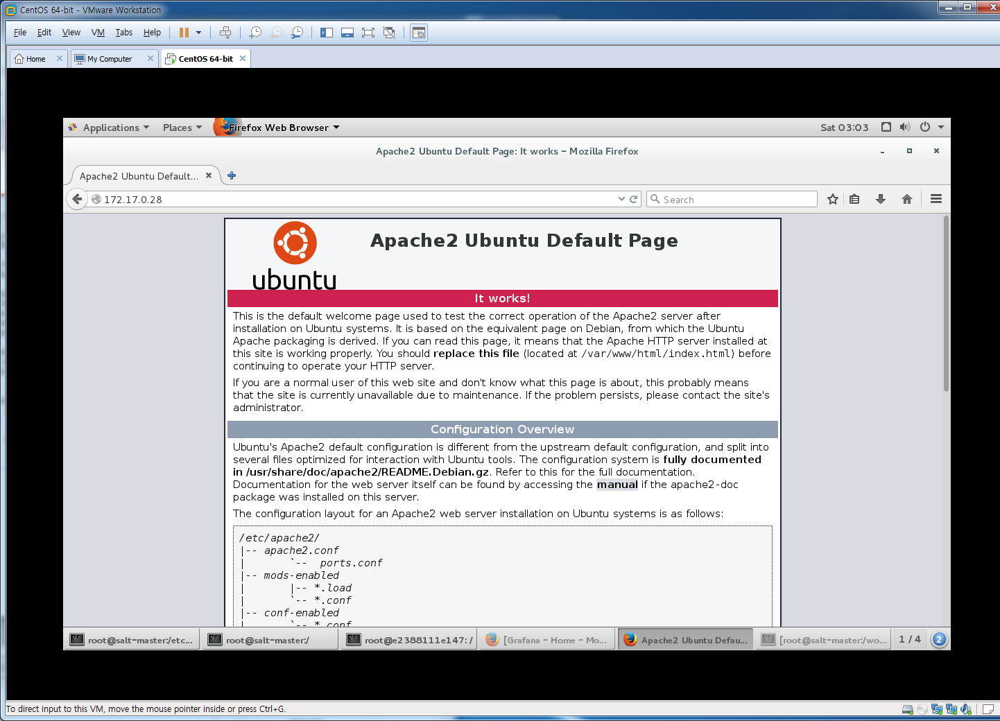 CentOS 64-bit - VMware Workstation
File Edit View VM Tabs Help
Home My Computer CentOS 64-bit
Applications Places Firefox Web Browser Sat 03:03
Apache2 Ubuntu Default Page: It works - Mozilla Firefox
Apache2 Ubuntu Default...
172.17.0.28 Search
ubuntu
Apache2 Ubuntu Default Page
It works!
This is the default welcome page used to test the correct operation of the Apache2 server after
installation on Ubuntu systems. It is based on the equivalent page on Debian, from which the Ubuntu
Apache packaging is derived. If you can read this page, it means that the Apache HTTP server installed at
this site is working properly. You should replace this file (located at /var/www/html/index.html) before
continuing to operate your HTTP server.
If you are a normal user of this web site and don't know what this page is about, this probably means
that the site is currently unavailable due to maintenance. If the problem persists, please contact the site's
administrator.
Configuration Overview
Ubuntu's Apache2 default configuration is different from the upstream default configuration, and split into
several files optimized for interaction with Ubuntu tools. The configuration system is fully documented
in /usr/share/doc/apache2/README.Debian.gz. Refer to this for the full documentation.
Documentation for the web server itself can be found by accessing the manual if the apache2-doc
package was installed on this server.
The configuration layout for an Apache2 web server installation on Ubuntu systems is as follows:
/etc/apache2/
|-- apache2.conf
|       `--  ports.conf
|-- mods-enabled
|       |-- *.load
|       `-- *.conf
|-- conf-enabled
|       `-- *.conf
root@salt-master:/etc... root@salt-master:/ root@e2388111e147: / [Grafana - Home - Mo... Apache2 Ubuntu Defau... [root@salt-master:/wo... 1 / 4 2
To direct input to this VM, move the mouse pointer inside or press Ctrl+G.